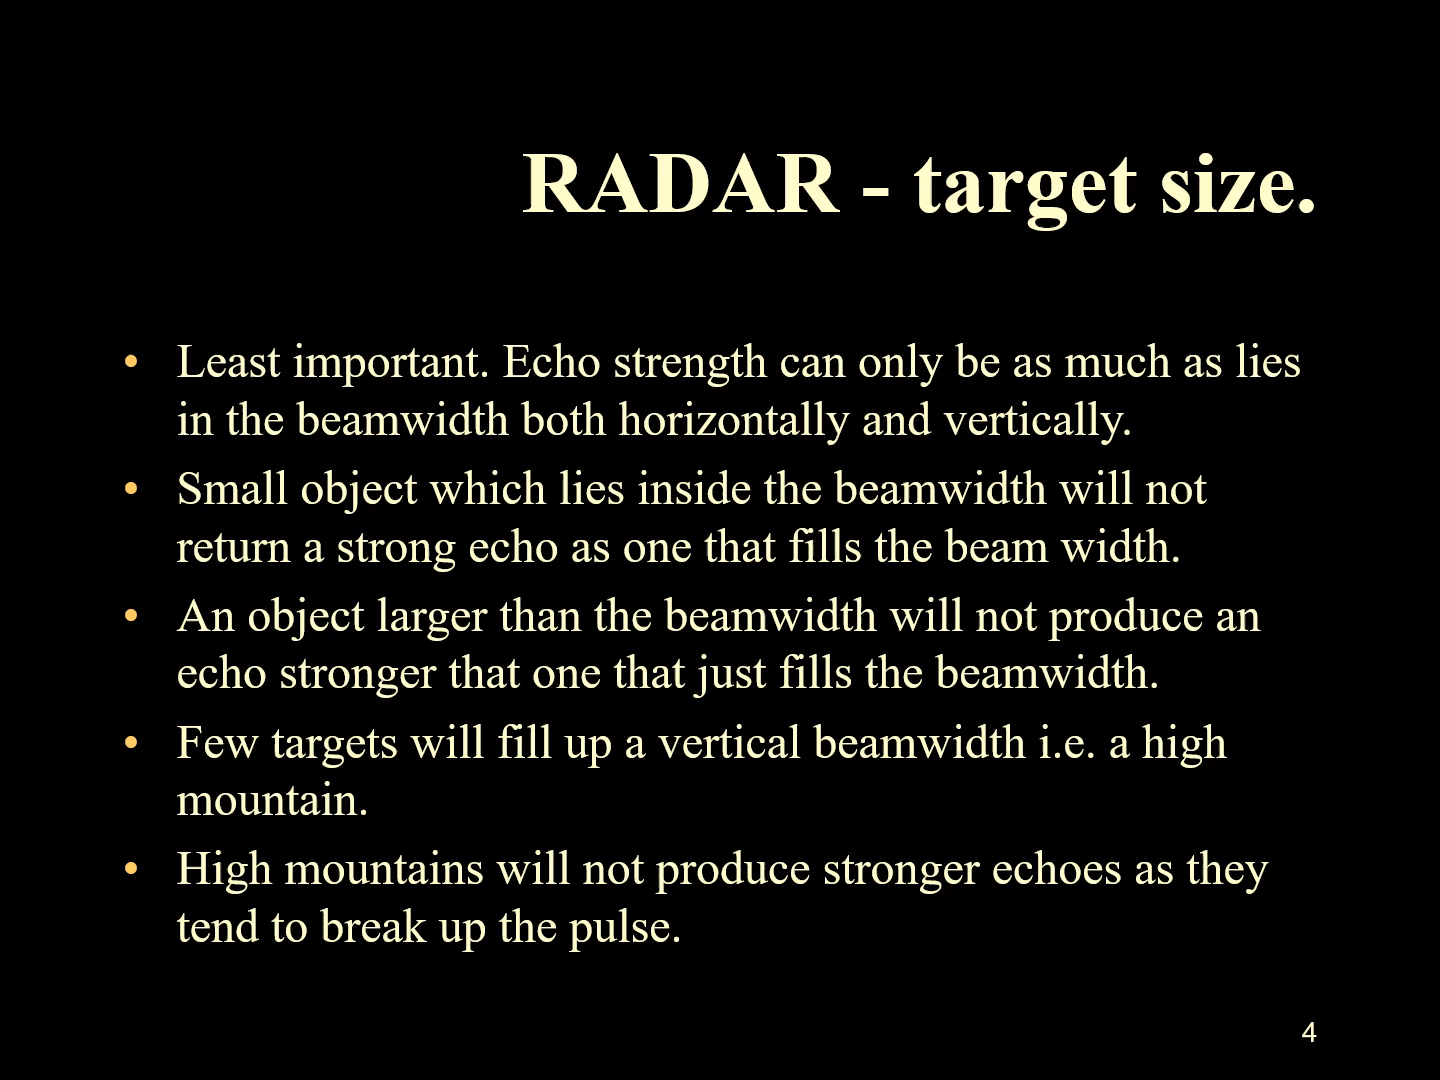 RADAR - target size.
• Least important. Echo strength can only be as much as lies
in the beamwidth both horizontally and vertically.
• Small object which lies inside the beamwidth will not
return a strong echo as one that fills the beam width.
• An object larger than the beamwidth will not produce an
echo stronger that one that just fills the beamwidth.
• Few targets will fill up a vertical beamwidth i.e. a high
mountain.
• High mountains will not produce stronger echoes as they
tend to break up the pulse.
4